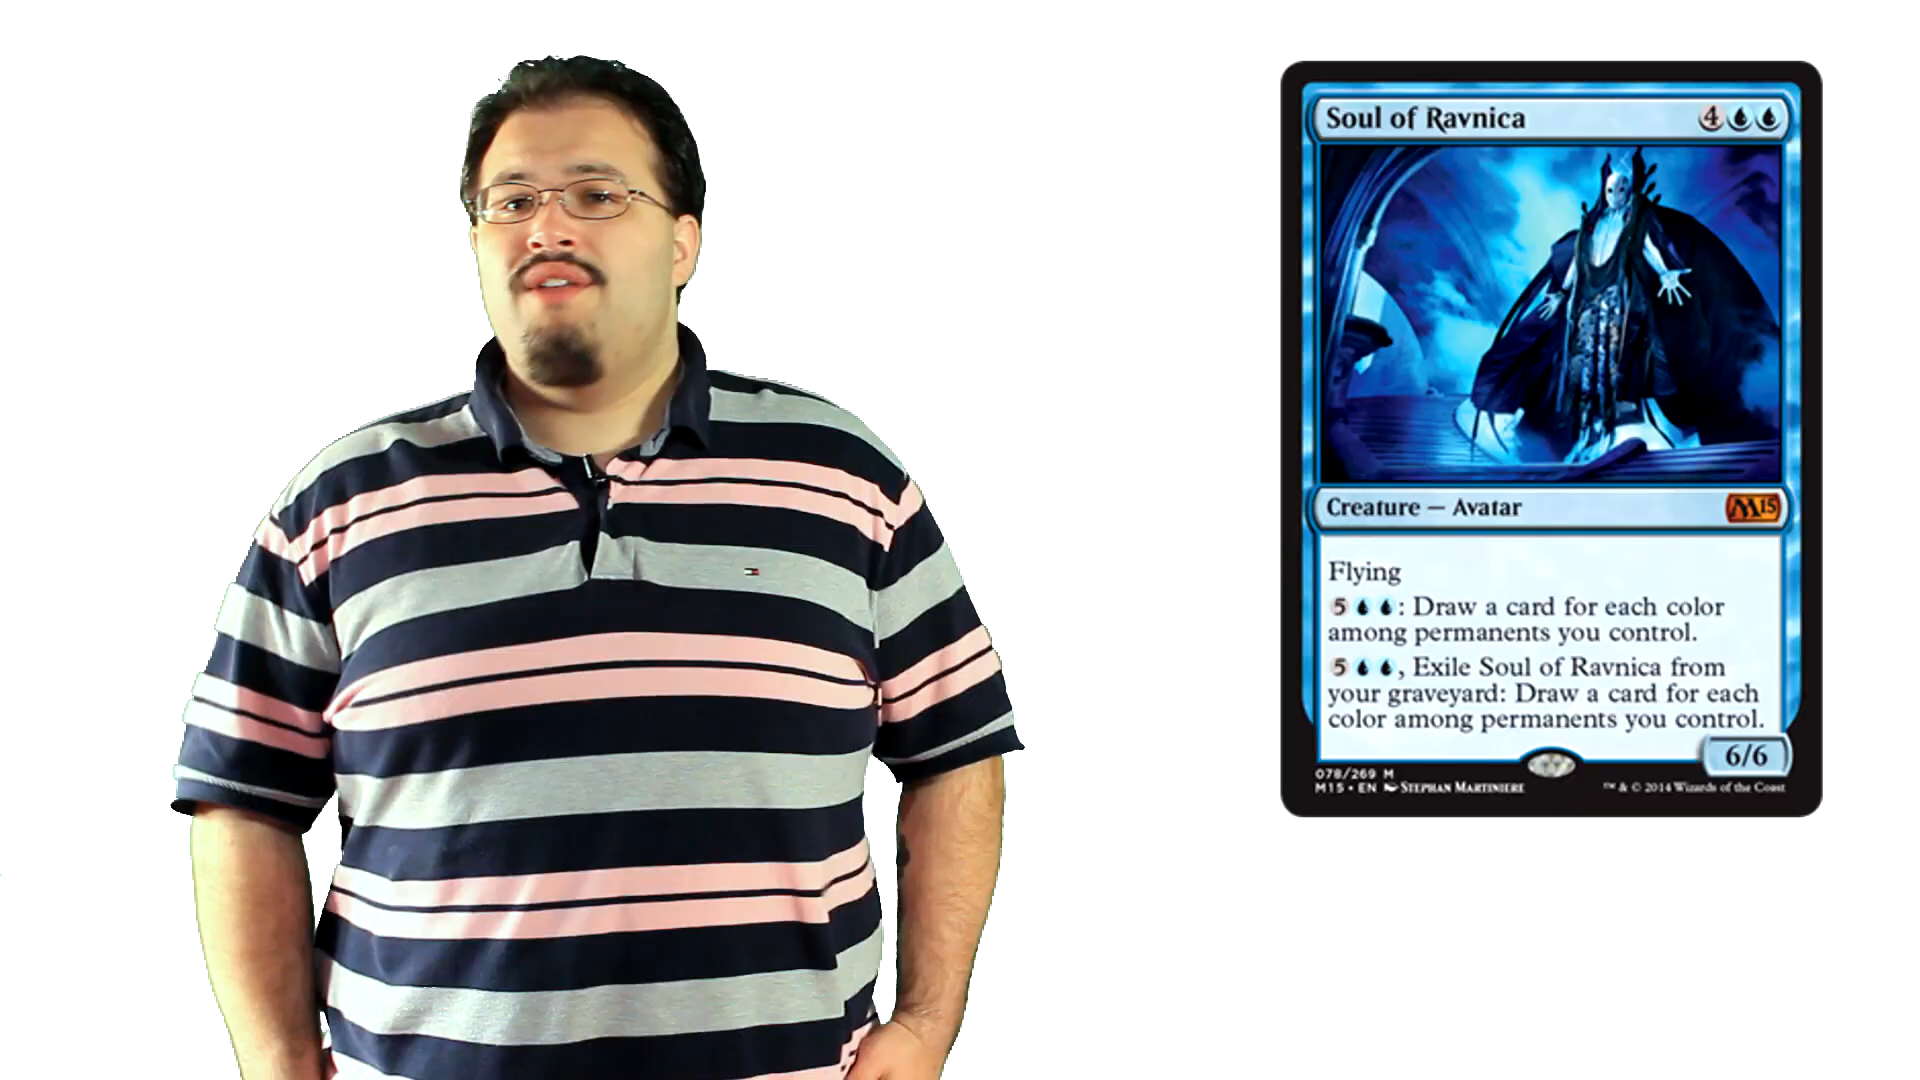 Soul of Ravnica 4
Creature — Avatar M15
Flying
5 : Draw a card for each color
among permanents you control.
5 , Exile Soul of Ravnica from
your graveyard: Draw a card for each
color among permanents you control.
6/6
078/269 M
M15 • EN Stephan Martiniere ™ & © 2014 Wizards of the Coast